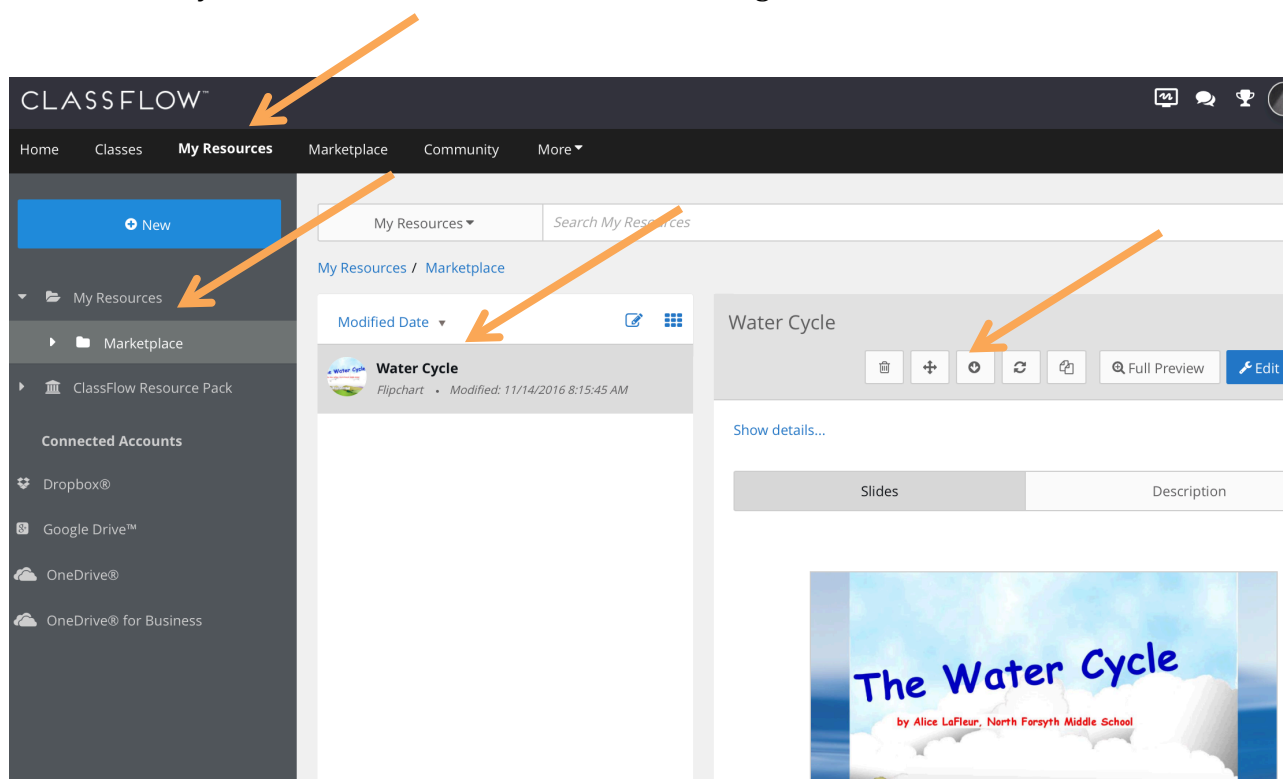 CLASSFLOW™
Home Classes My Resources Marketplace Community More
New
My Resources Search My Resources
My Resources / Marketplace
My Resources
Marketplace
ClassFlow Resource Pack
Connected Accounts
Dropbox®
Google Drive™
OneDrive®
OneDrive® for Business
Modified Date
Water Cycle
Flipchart • Modified: 11/14/2016 8:15:45 AM
Water Cycle
Full Preview Edit
Show details...
Slides Description
The Water Cycle
by Alice LaFleur, North Forsyth Middle School